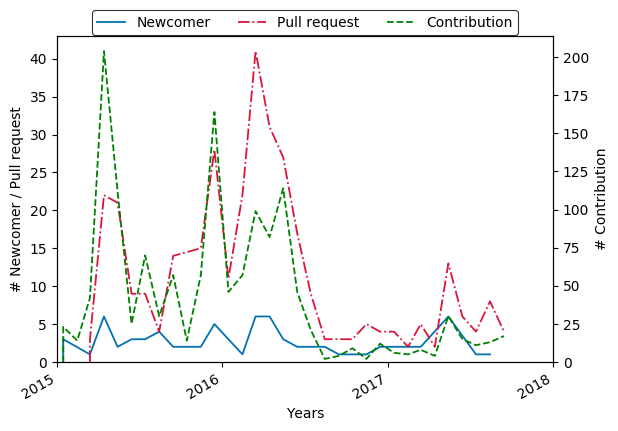 Newcomer Pull request Contribution
40 200
35 175
30 150
25 125
20 100
15 75
10 50
5 25
0 0
# Newcomer / Pull request
# Contribution
2015 2016 2017 2018
Years